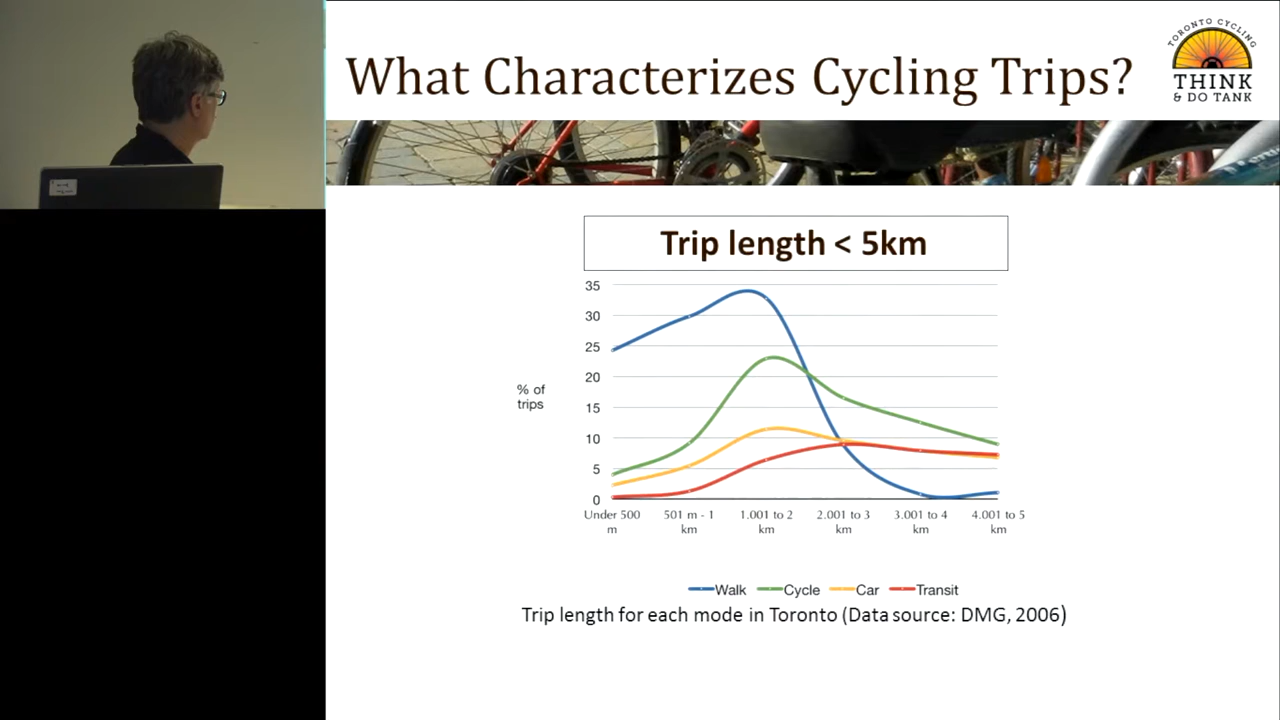 What Characterizes Cycling Trips?
TORONTO CYCLING
THINK
& DO TANK
Trip length < 5km
35
30
25
20
15
10
5
0
% of
trips
Under 500
m
501 m - 1
km
1.001 to 2
km
2.001 to 3
km
3.001 to 4
km
4.001 to 5
km
Walk Cycle Car Transit
Trip length for each mode in Toronto (Data source: DMG, 2006)